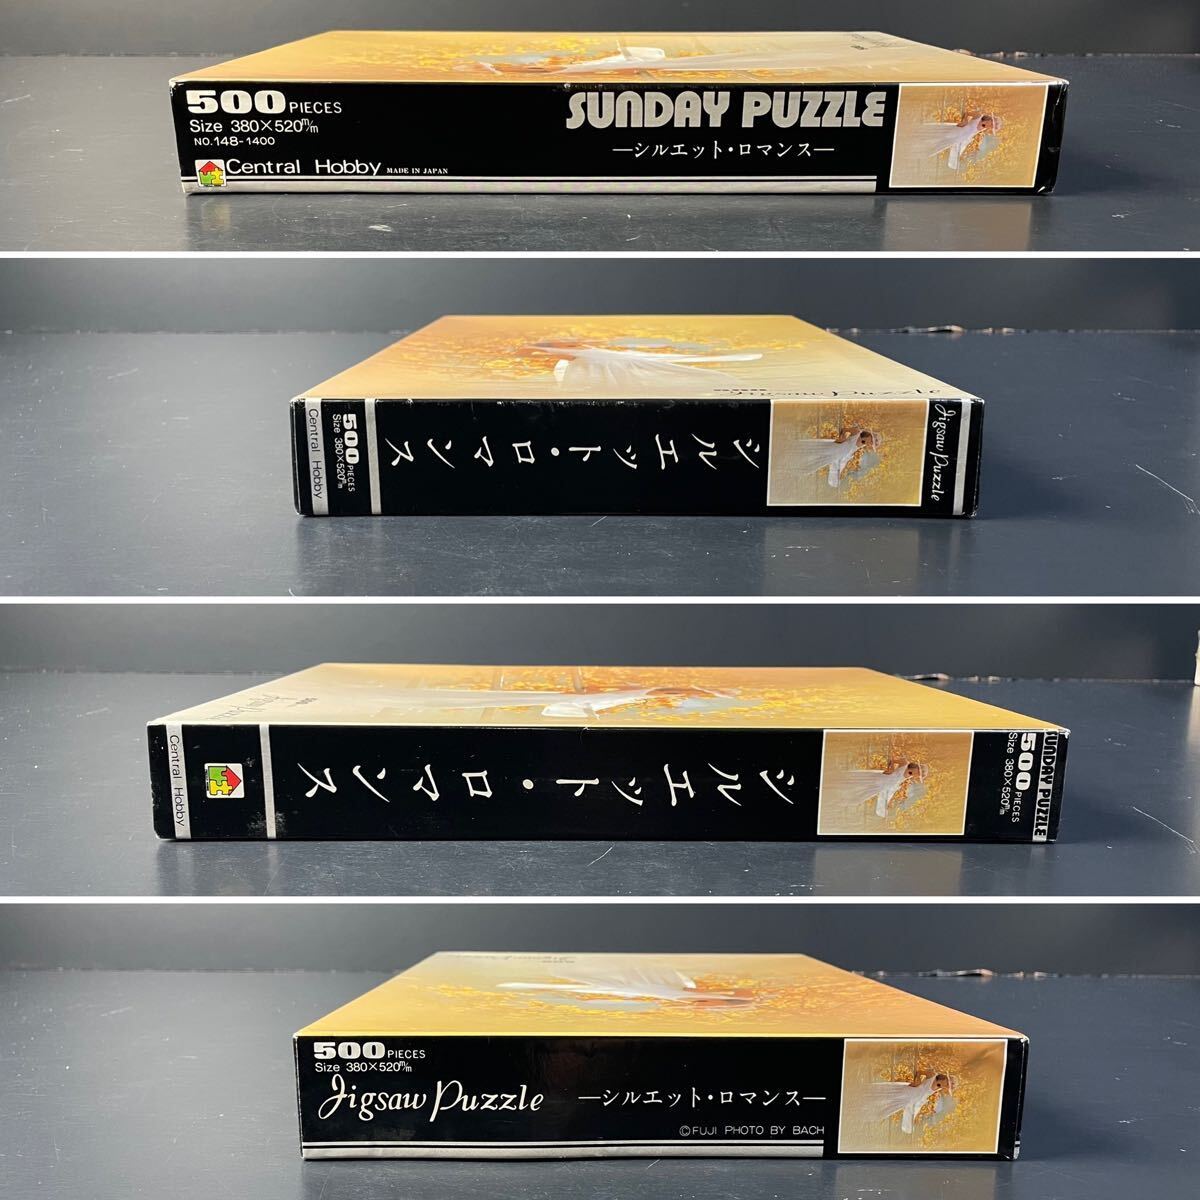 500 PIECES
Size 380×520m/m
NO.148-1400
Central Hobby MADE IN JAPAN
SUNDAY PUZZLE
—シルエット・ロマンス—
Central Hobby
500 PIECES
Size 380×520m/m
シルエット・ロマンス
Jigsaw Puzzle
Jigsaw Puzzle
Central Hobby
シルエット・ロマンス
SUNDAY PUZZLE
500 PIECES
Size 380×520m/m
500 PIECES
Size 380×520m/m
Jigsaw Puzzle
—シルエット・ロマンス—
©FUJI PHOTO BY BACH